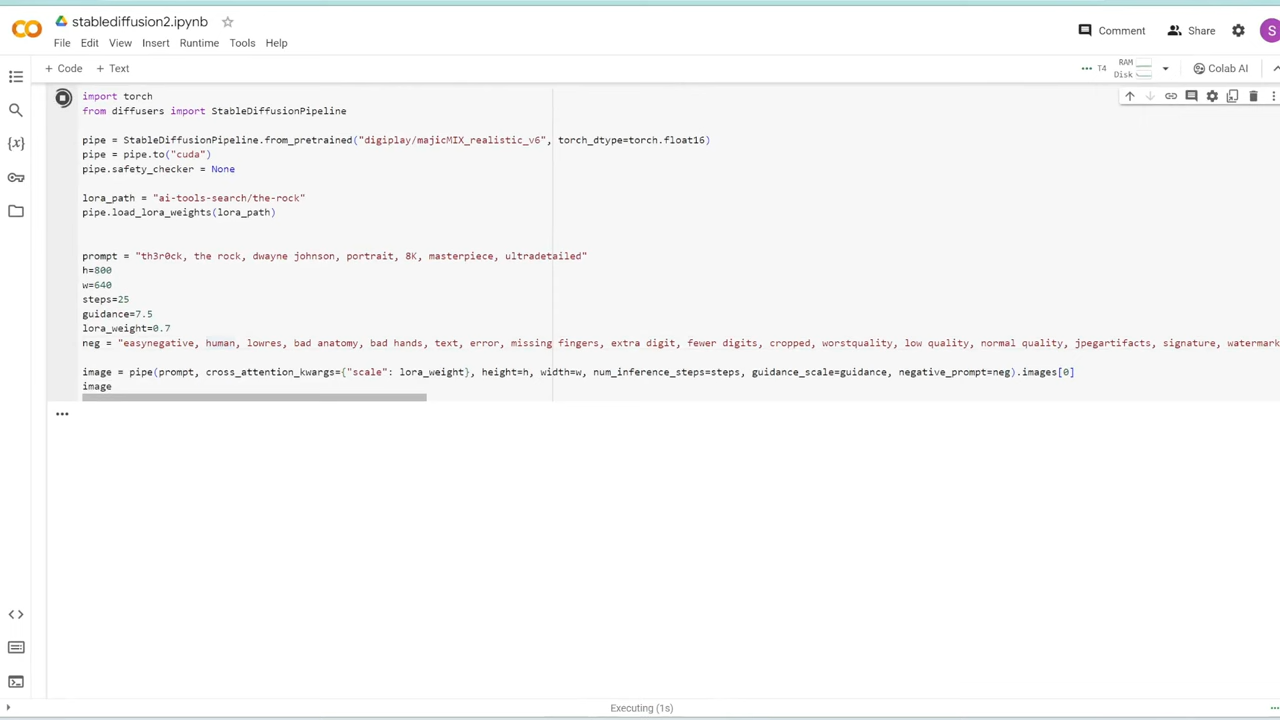 stablediffusion2.ipynb
Comment
Share
S
File Edit View Insert Runtime Tools Help
+ Code + Text
T4
RAM
Disk
Colab AI
import torch
from diffusers import StableDiffusionPipeline
pipe = StableDiffusionPipeline.from_pretrained("digiplay/majicMIX_realistic_v6", torch_dtype=torch.float16)
pipe = pipe.to("cuda")
pipe.safety_checker = None
lora_path = "ai-tools-search/the-rock"
pipe.load_lora_weights(lora_path)
prompt = "th3r0ck, the rock, dwayne johnson, portrait, 8K, masterpiece, ultradetailed"
h=800
w=640
steps=25
guidance=7.5
lora_weight=0.7
neg = "easynegative, human, lowres, bad anatomy, bad hands, text, error, missing fingers, extra digit, fewer digits, cropped, worstquality, low quality, normal quality, jpegartifacts, signature, watermark
image = pipe(prompt, cross_attention_kwargs={"scale": lora_weight}, height=h, width=w, num_inference_steps=steps, guidance_scale=guidance, negative_prompt=neg).images[0]
image
Executing (1s)